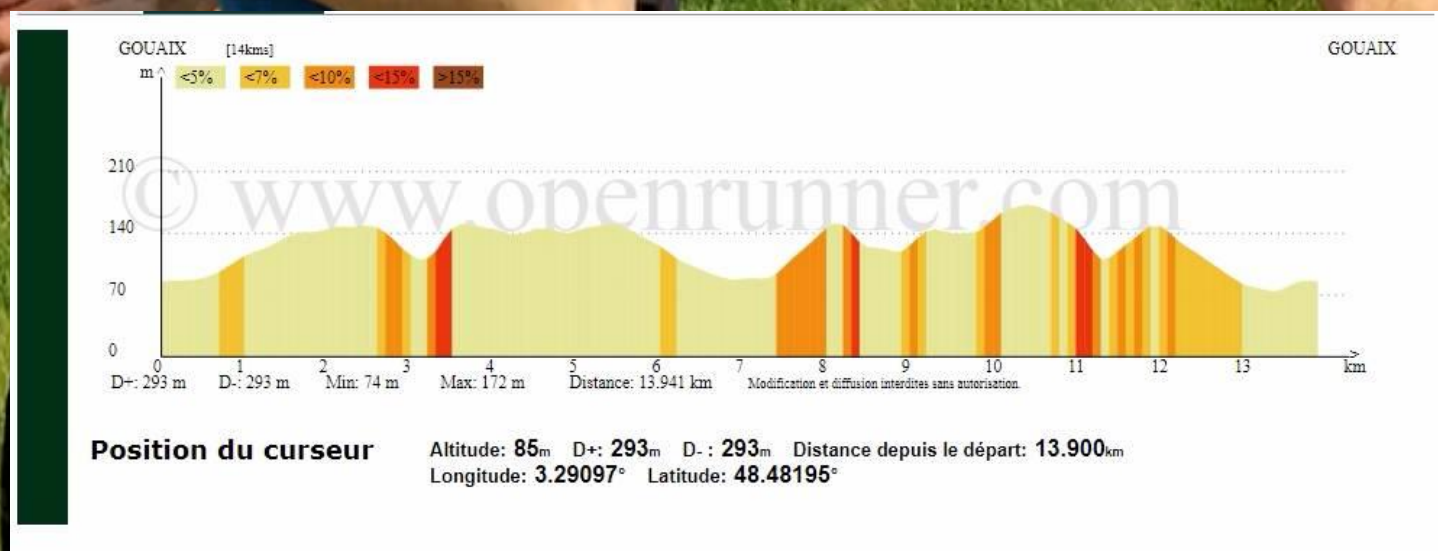 GOUAIX [14kms] GOUAIX
m ^ <5% <7% <10% <15% >15%
210
© www.openrunner.com
140
70
0
0 1 2 3 4 5 6 7 8 9 10 11 12 13 km
D+: 293 m D-: 293 m Min: 74 m Max: 172 m Distance: 13.941 km Modification et diffusion interdites sans autorisation.
Position du curseur
Altitude: 85m D+: 293m D- : 293m Distance depuis le départ: 13.900km
Longitude: 3.29097° Latitude: 48.48195°